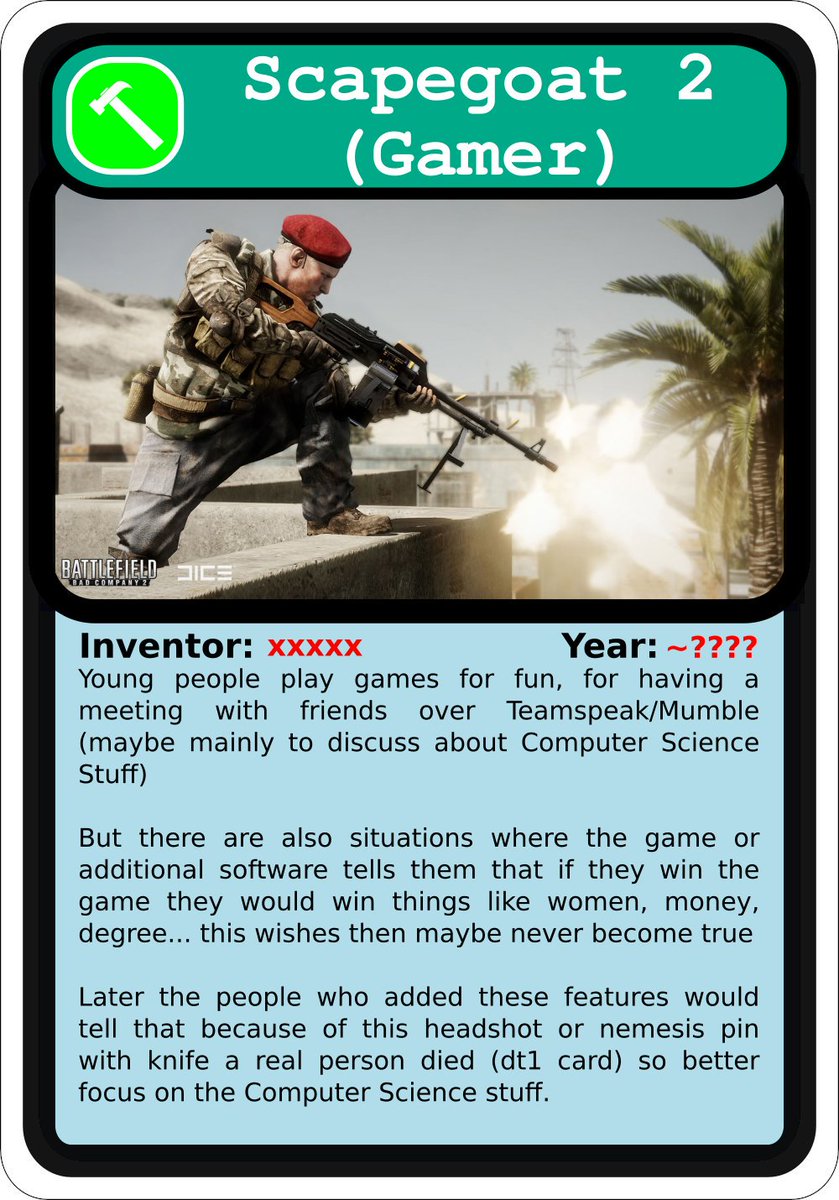 Scapegoat 2
(Gamer)
BATTLEFIELD
BAD COMPANY 2
DICE
Inventor: xxxxx Year: ~????
Young people play games for fun, for having a
meeting with friends over Teamspeak/Mumble
(maybe mainly to discuss about Computer Science
Stuff)
But there are also situations where the game or
additional software tells them that if they win the
game they would win things like women, money,
degree... this wishes then maybe never become true
Later the people who added these features would
tell that because of this headshot or nemesis pin
with knife a real person died (dt1 card) so better
focus on the Computer Science stuff.